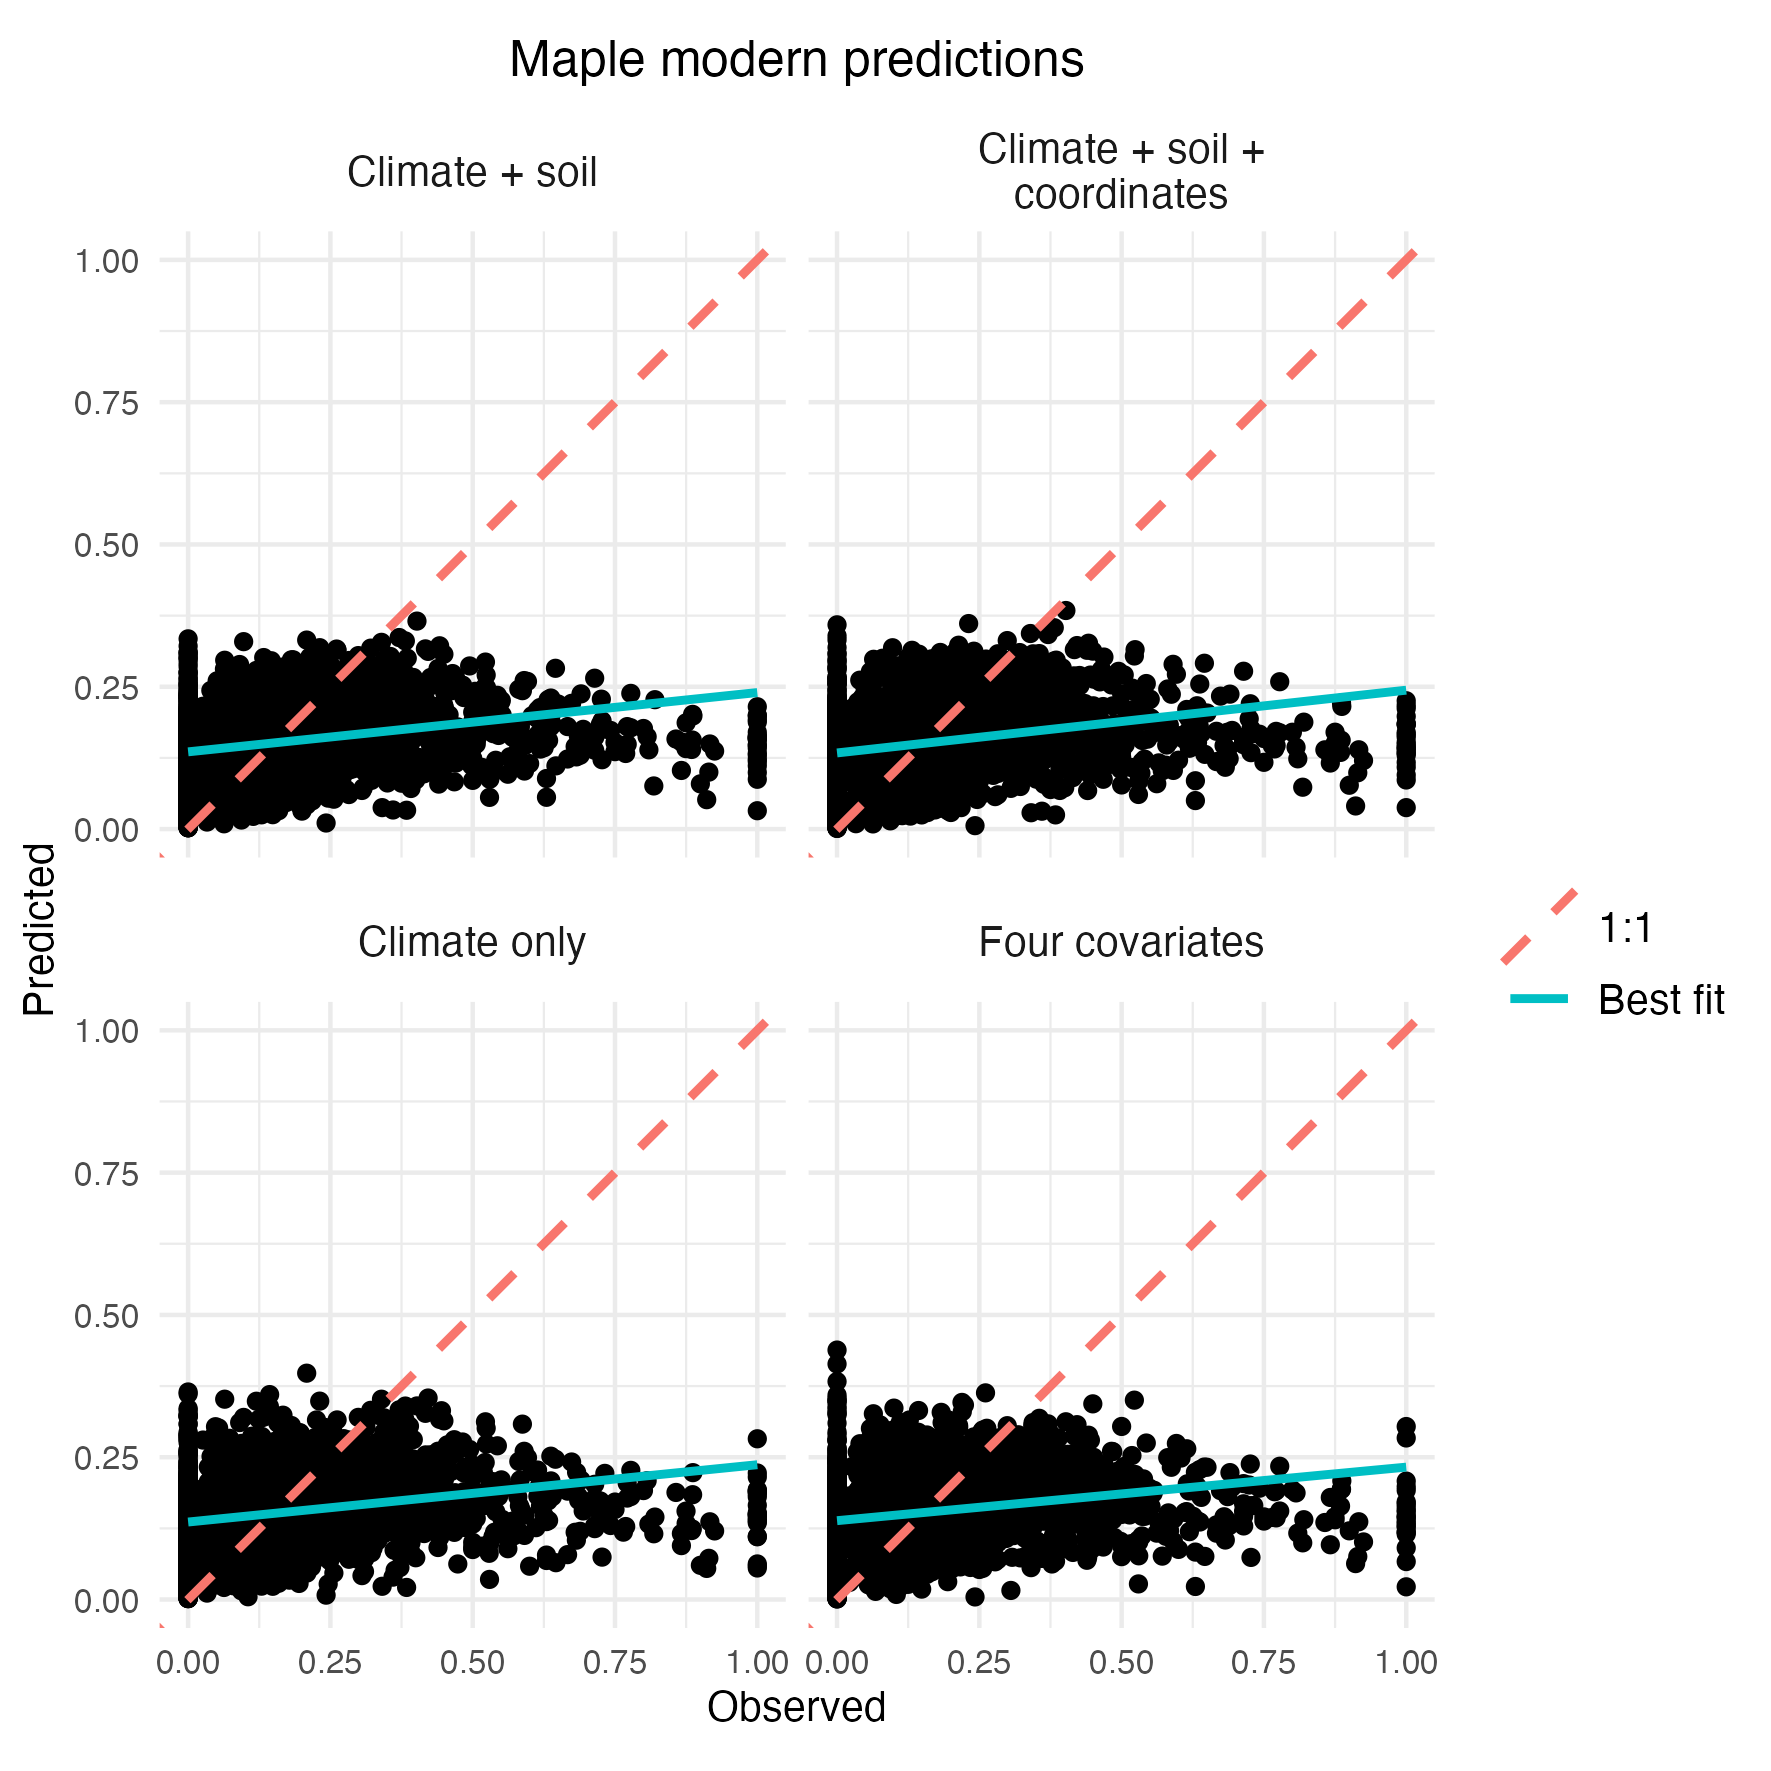 Maple modern predictions
Climate + soil
Climate + soil +
coordinates
1.00
0.75
0.50
0.25
0.00
Climate only
Four covariates
1.00
0.75
0.50
0.25
0.00
0.00 0.25 0.50 0.75 1.00
0.00 0.25 0.50 0.75 1.00
Observed
Predicted
1:1
Best fit